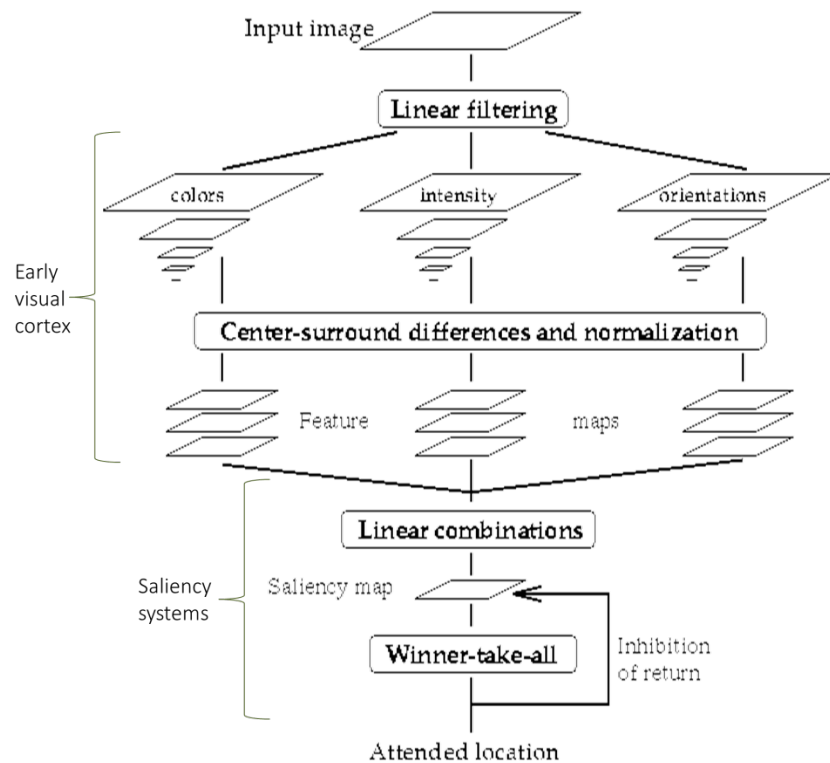 Input image
Linear filtering
colors
intensity
orientations
Early
visual
cortex
Center-surround differences and normalization
Feature
maps
Linear combinations
Saliency
systems
Saliency map
Winner-take-all
Inhibition
of return
Attended location